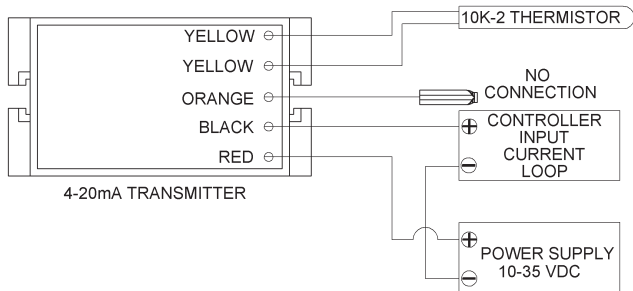 YELLOW
YELLOW
ORANGE
BLACK
RED
4-20mA TRANSMITTER
10K-2 THERMISTOR
NO
CONNECTION
+ CONTROLLER
INPUT
CURRENT
− LOOP
+
POWER SUPPLY
− 10-35 VDC